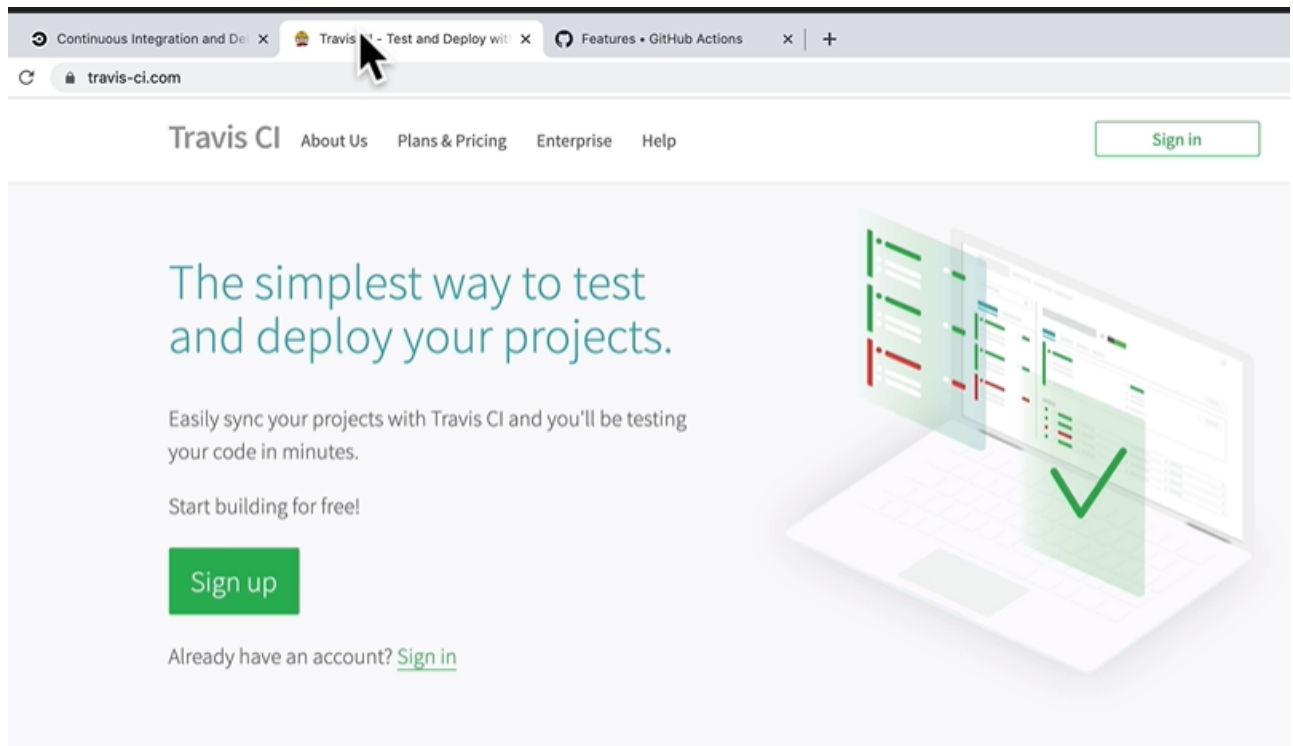 Continuous Integration and De
Travis - Test and Deploy wit
Features • GitHub Actions
travis-ci.com
Travis CI
About Us
Plans & Pricing
Enterprise
Help
Sign in
The simplest way to test
and deploy your projects.
Easily sync your projects with Travis CI and you'll be testing
your code in minutes.
Start building for free!
Sign up
Already have an account? Sign in